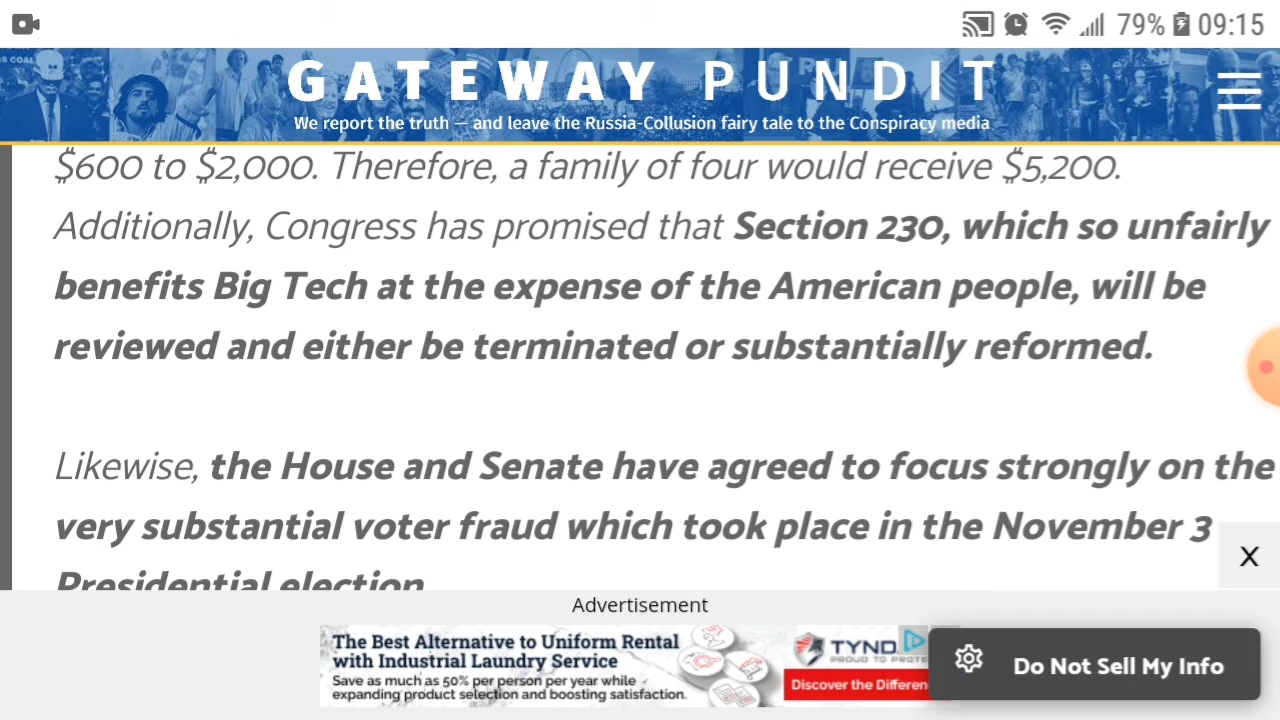 79% 09:15
GATEWAY PUNDIT
We report the truth — and leave the Russia-Collusion fairy tale to the Conspiracy media
$600 to $2,000. Therefore, a family of four would receive $5,200.
Additionally, Congress has promised that Section 230, which so unfairly
benefits Big Tech at the expense of the American people, will be
reviewed and either be terminated or substantially reformed.
Likewise, the House and Senate have agreed to focus strongly on the
very substantial voter fraud which took place in the November 3
Presidential election
X
Advertisement
The Best Alternative to Uniform Rental
with Industrial Laundry Service
Save as much as 50% per person per year while
expanding product selection and boosting satisfaction.
TYND
PROUD TO PROTE
Discover the Differen
Do Not Sell My Info